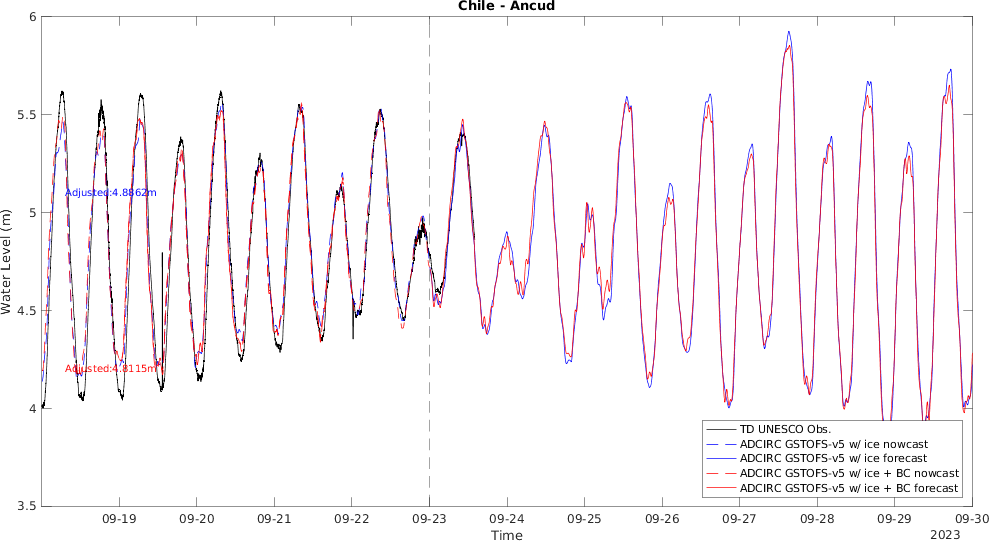 Chile - Ancud
6
5.5
5
4.5
4
3.5
Water Level (m)
Adjusted:4.8862m
Adjusted:4.8115m
TD UNESCO Obs.
ADCIRC GSTOFS-v5 w/ ice nowcast
ADCIRC GSTOFS-v5 w/ ice forecast
ADCIRC GSTOFS-v5 w/ ice + BC nowcast
ADCIRC GSTOFS-v5 w/ ice + BC forecast
09-19 09-20 09-21 09-22 09-23 09-24 09-25 09-26 09-27 09-28 09-29 09-30
Time
2023